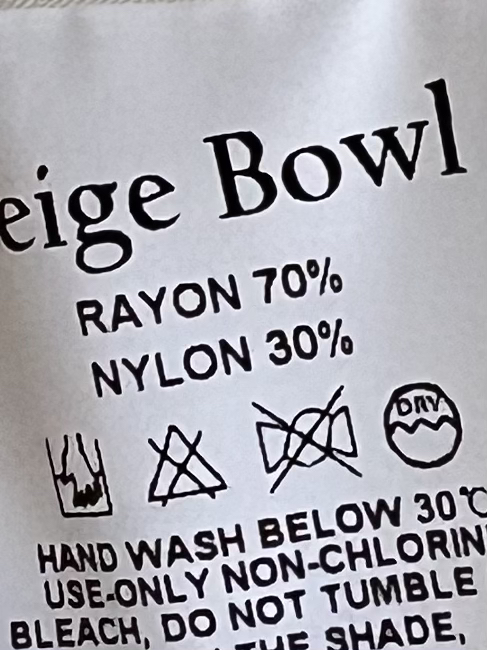 eige Bowl
RAYON 70%
NYLON 30%
DRY
HAND WASH BELOW 30℃
USE-ONLY NON-CHLORIN
BLEACH, DO NOT TUMBLE
THE SHADE,